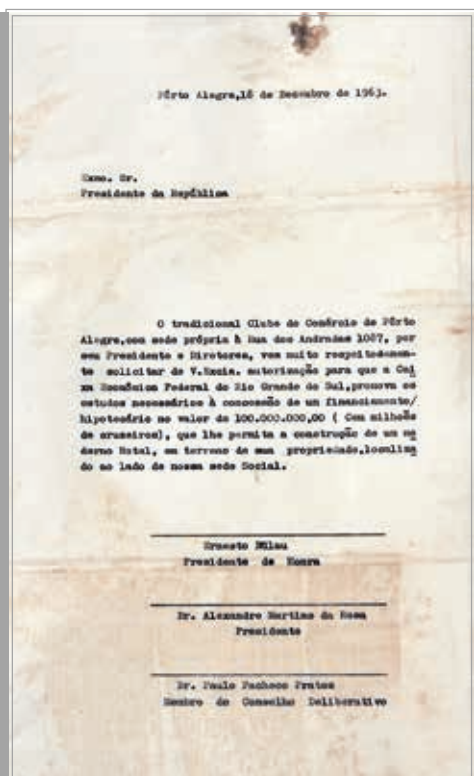 Pôrto Alegre,18 de Dezembro de 1963.
Exmo. Sr.
Presidente da República
O tradicional Clube do Comércio de Pôrto
Alegre,com sede própria à Rua dos Andradas 1087, por
seu Presidente e Diretores, vem muito respeitosamen-
te solicitar de V.Excia. autorização para que a Cai
xa Econômica Federal do Rio Grande do Sul,promova os
estudos necessários à concessão de um financiamento/
hipotecário no valor de 100.000.000,00 ( Cem milhões
de cruzeiros), que lhe permita a construção de um mo
derno Hotel, em terreno de sua propriedade,localiza
do ao lado de nossa sede Social.
Ernesto
Presidente de Honra
Dr. Alexandre Martins da Rosa
Presidente
Dr. Paulo Pacheco Prates
Membro do Conselho Deliberativo